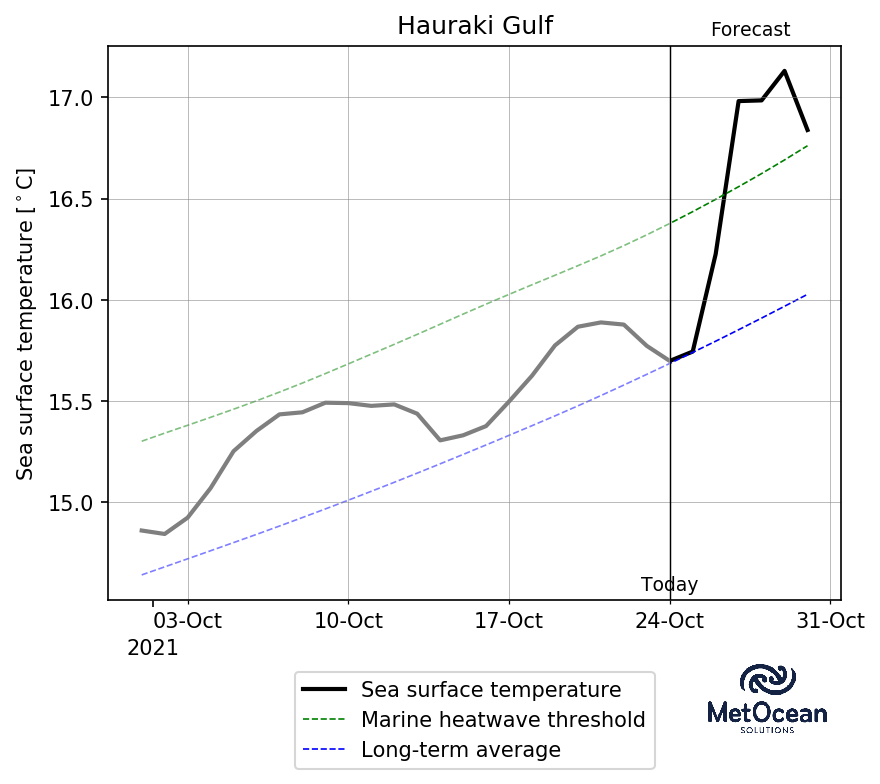 Hauraki Gulf
Forecast
Sea surface temperature [°C]
17.0
16.5
16.0
15.5
15.0
Today
03-Oct 10-Oct 17-Oct 24-Oct 31-Oct
2021
Sea surface temperature
Marine heatwave threshold
Long-term average
MetOcean
SOLUTIONS